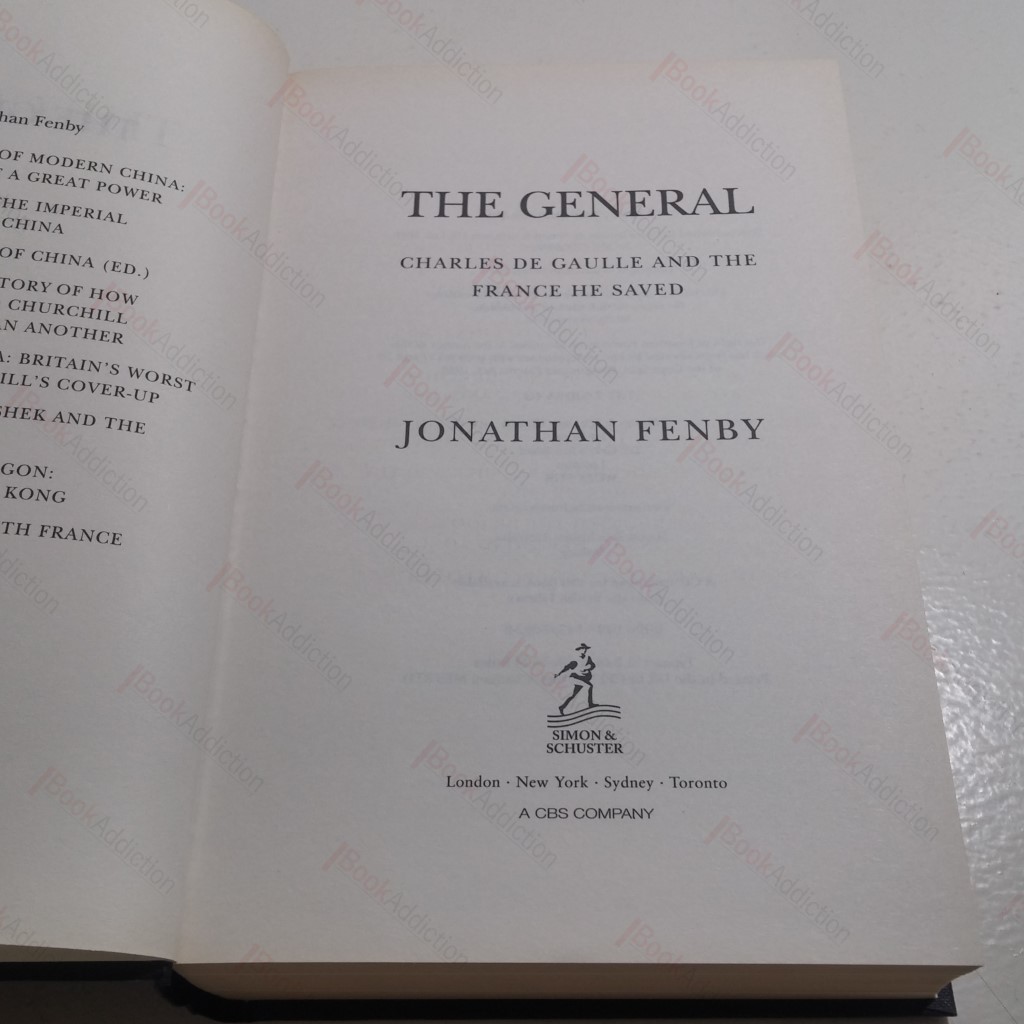 han Fenby
OF MODERN CHINA:
A GREAT POWER
HE IMPERIAL
CHINA
OF CHINA (ED.)
TORY OF HOW
CHURCHILL
AN ANOTHER
A: BRITAIN'S WORST
ILL'S COVER-UP
SHEK AND THE
GON:
KONG
TH FRANCE
THE GENERAL
CHARLES DE GAULLE AND THE
FRANCE HE SAVED
JONATHAN FENBY
SIMON &
SCHUSTER
London · New York · Sydney · Toronto
A CBS COMPANY
BookAddiction